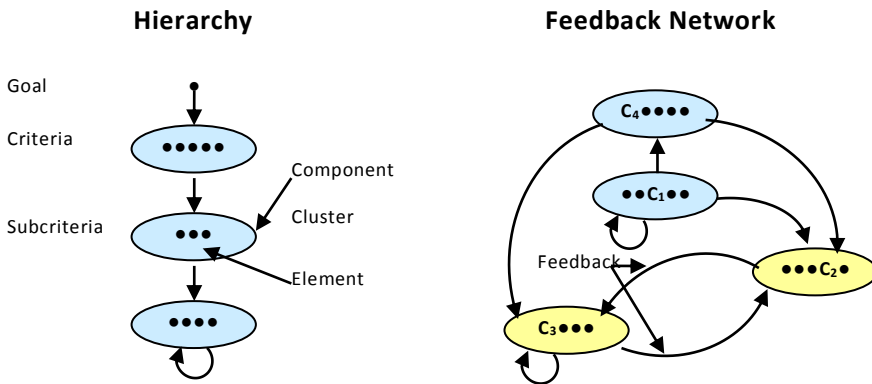 Hierarchy
Goal
Criteria
●●●●●
Component
Subcriteria
●●●
Cluster
Element
●●●●
Feedback Network
C₄●●●●
●●C₁●●
Feedback
●●●C₂●
C₃●●●